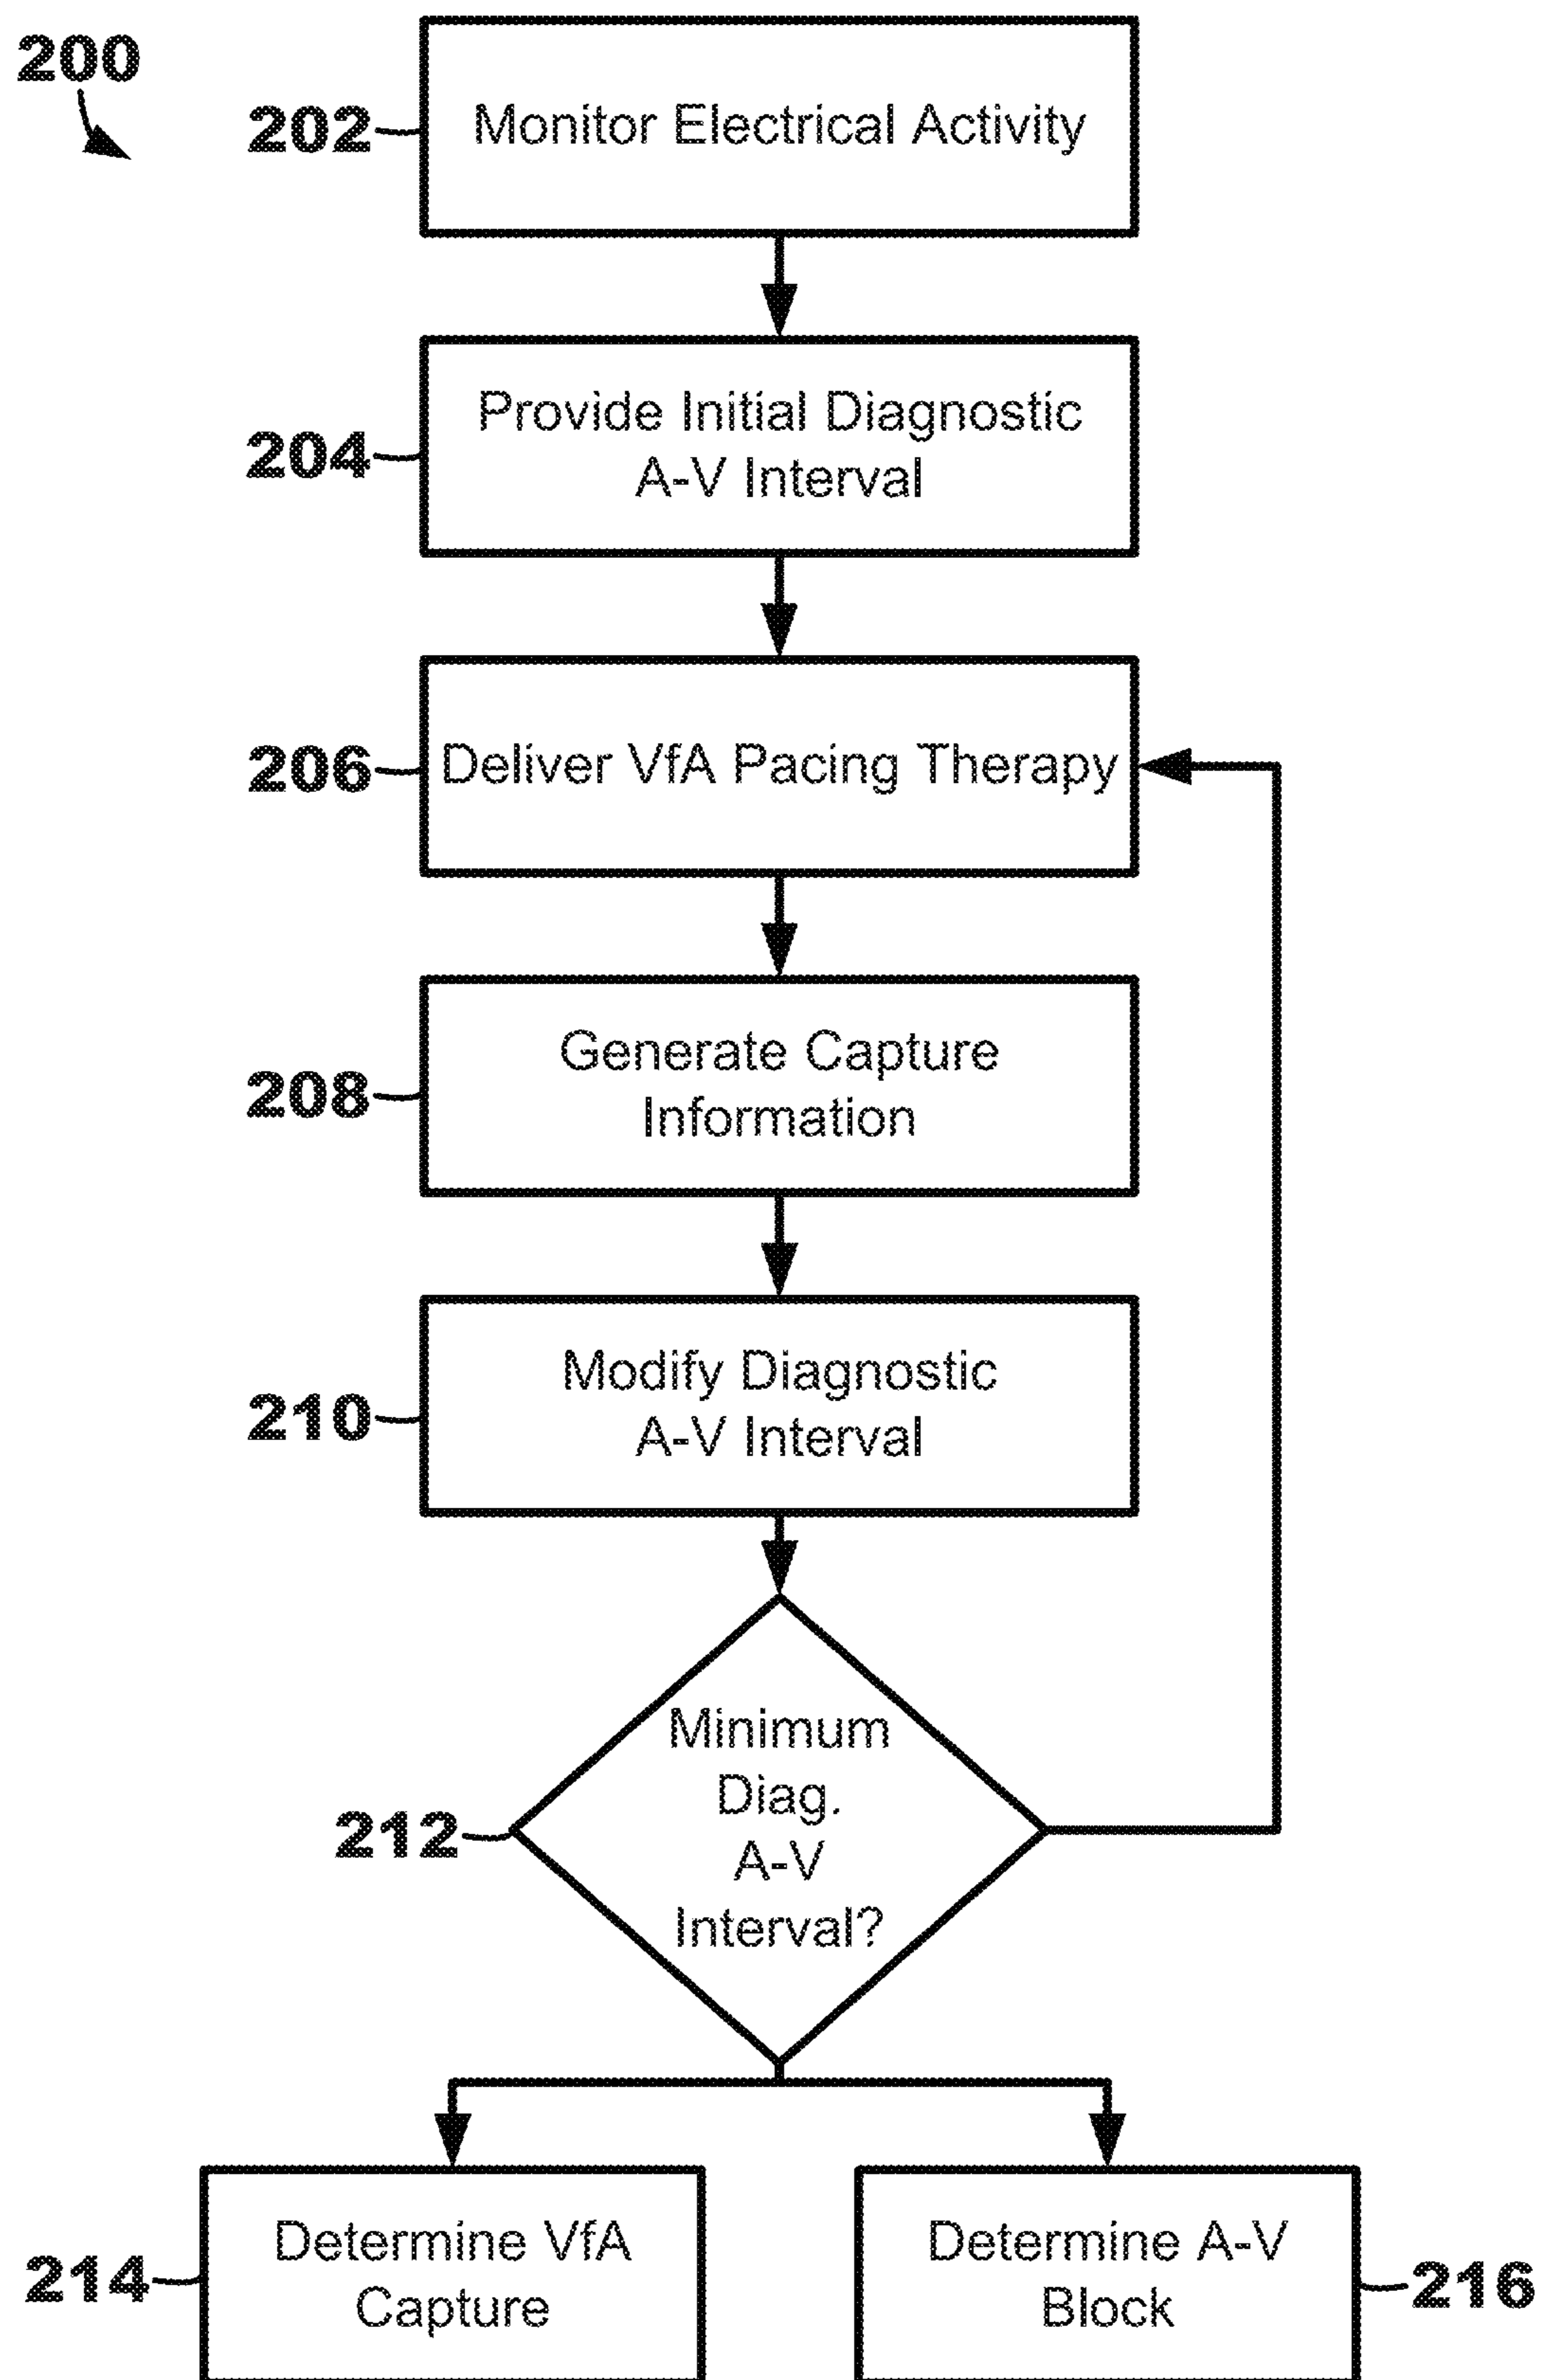 200
202
Monitor Electrical Activity
204
Provide Initial Diagnostic
A-V Interval
206
Deliver VfA Pacing Therapy
208
Generate Capture
Information
210
Modify Diagnostic
A-V Interval
212
Minimum
Diag.
A-V
Interval?
214
Determine VfA
Capture
Determine A-V
Block
216